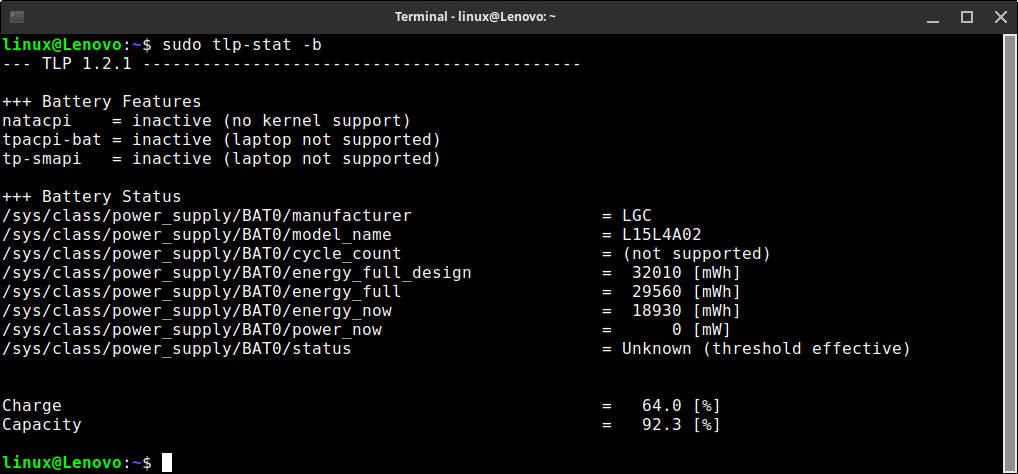 Terminal - linux@Lenovo: ~
linux@Lenovo:~$ sudo tlp-stat -b
--- TLP 1.2.1 --------------------------------------------
+++ Battery Features
natacpi    = inactive (no kernel support)
tpacpi-bat = inactive (laptop not supported)
tp-smapi   = inactive (laptop not supported)
+++ Battery Status
/sys/class/power_supply/BAT0/manufacturer                   = LGC
/sys/class/power_supply/BAT0/model_name                     = L15L4A02
/sys/class/power_supply/BAT0/cycle_count                    = (not supported)
/sys/class/power_supply/BAT0/energy_full_design             =  32010 [mWh]
/sys/class/power_supply/BAT0/energy_full                    =  29560 [mWh]
/sys/class/power_supply/BAT0/energy_now                     =  18930 [mWh]
/sys/class/power_supply/BAT0/power_now                      =      0 [mW]
/sys/class/power_supply/BAT0/status                         = Unknown (threshold effective)
Charge                                                      =   64.0 [%]
Capacity                                                    =   92.3 [%]
linux@Lenovo:~$